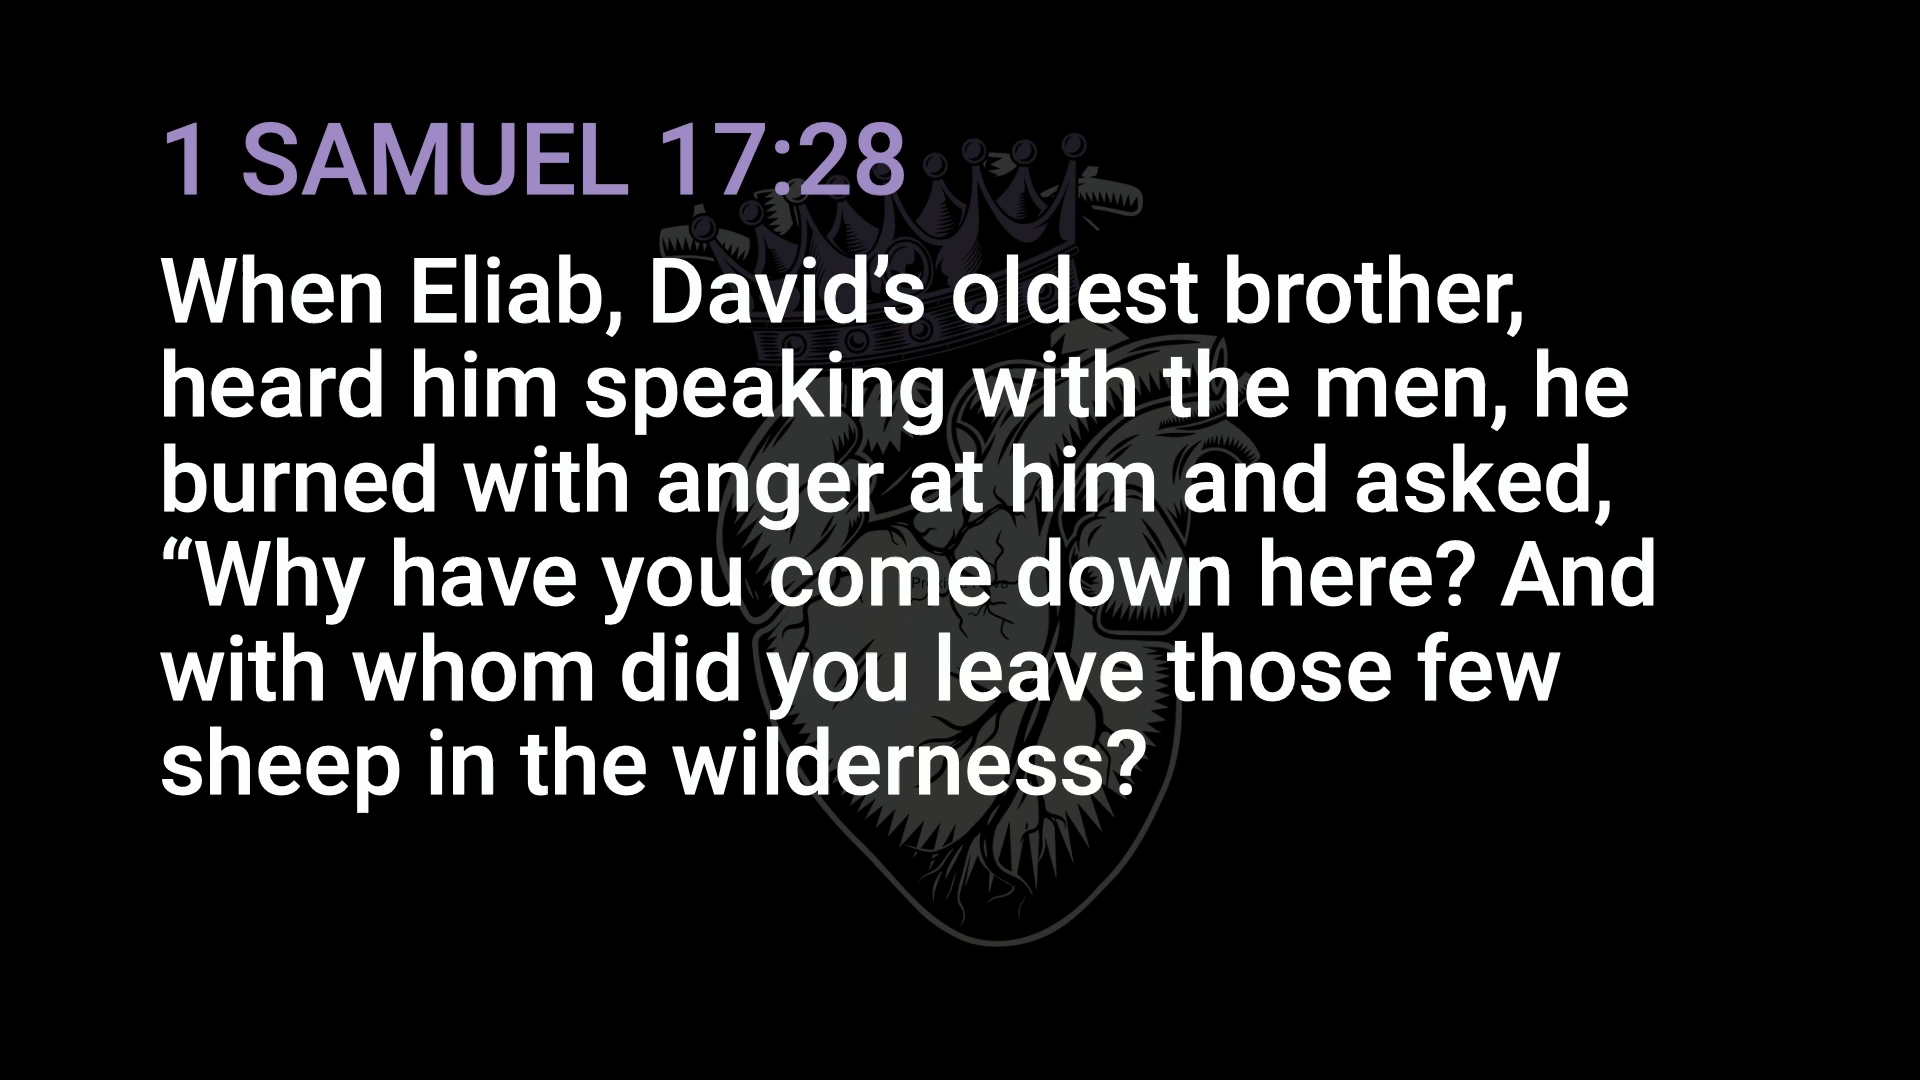 1 SAMUEL 17:28
When Eliab, David’s oldest brother,
heard him speaking with the men, he
burned with anger at him and asked,
“Why have you come down here? And
with whom did you leave those few
sheep in the wilderness?